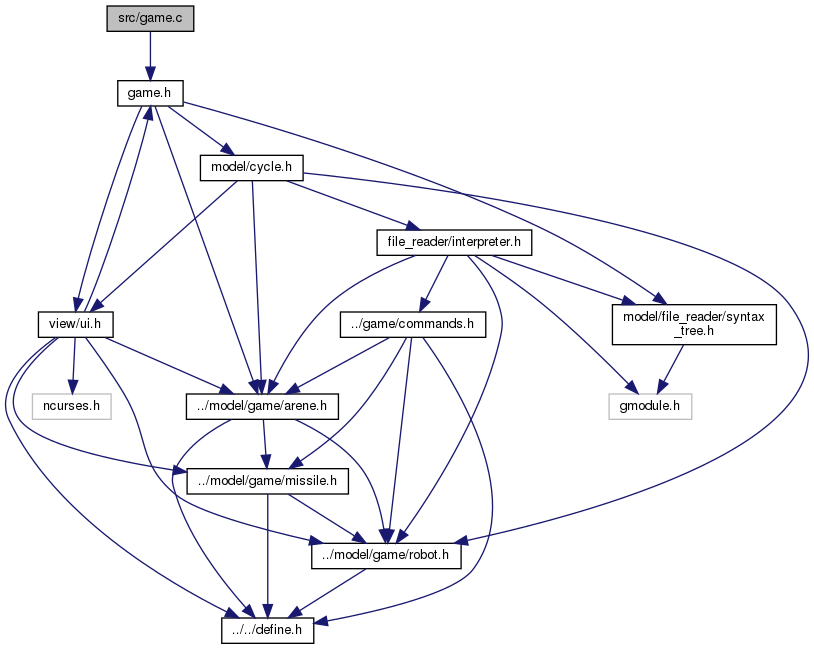 src/game.c
game.h
model/cycle.h
file_reader/interpreter.h
view/ui.h
../game/commands.h
model/file_reader/syntax
_tree.h
ncurses.h
../model/game/arene.h
gmodule.h
../model/game/missile.h
../model/game/robot.h
../../define.h